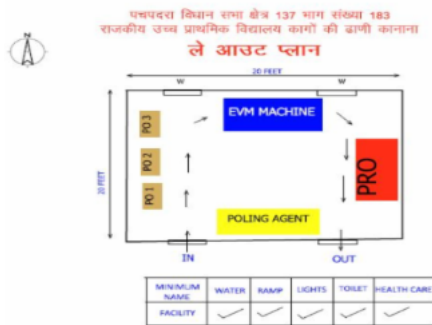 पचपदरा विधान सभा क्षेत्र 137 भाग संख्या 183
राजकीय उच्च प्राथमिक विद्यालय कागों की ढाणी कानाना
ले आउट प्लान
N
20 FEET
W W
EVM MACHINE
PO 3
PO 2
PO 1
20 FEET
PRO
POLING AGENT
IN OUT
MINIMUM NAME WATER RAMP LIGHTS TOILET HEALTH CARE
FACILITY